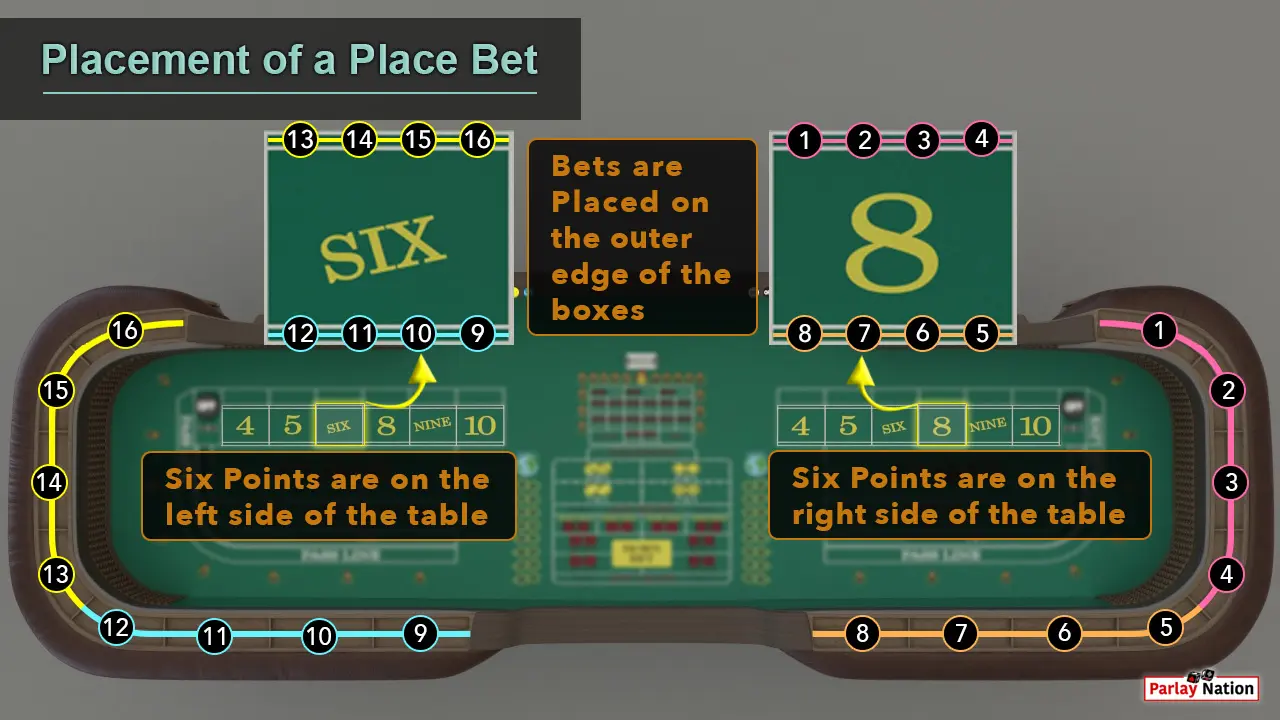 Placement of a Place Bet
13 14 15 16
1 2 3 4
Bets are
Placed on
the outer
edge of the
boxes
SIX
8
12 11 10 9
8 7 6 5
16
15
14
13
12
11
10
9
1
2
3
4
5
6
7
8
4 5 SIX 8 NINE 10
4 5 SIX 8 NINE 10
Six Points are on the
left side of the table
Six Points are on the
right side of the table
PASS LINE
PASS LINE
Parlay Nation